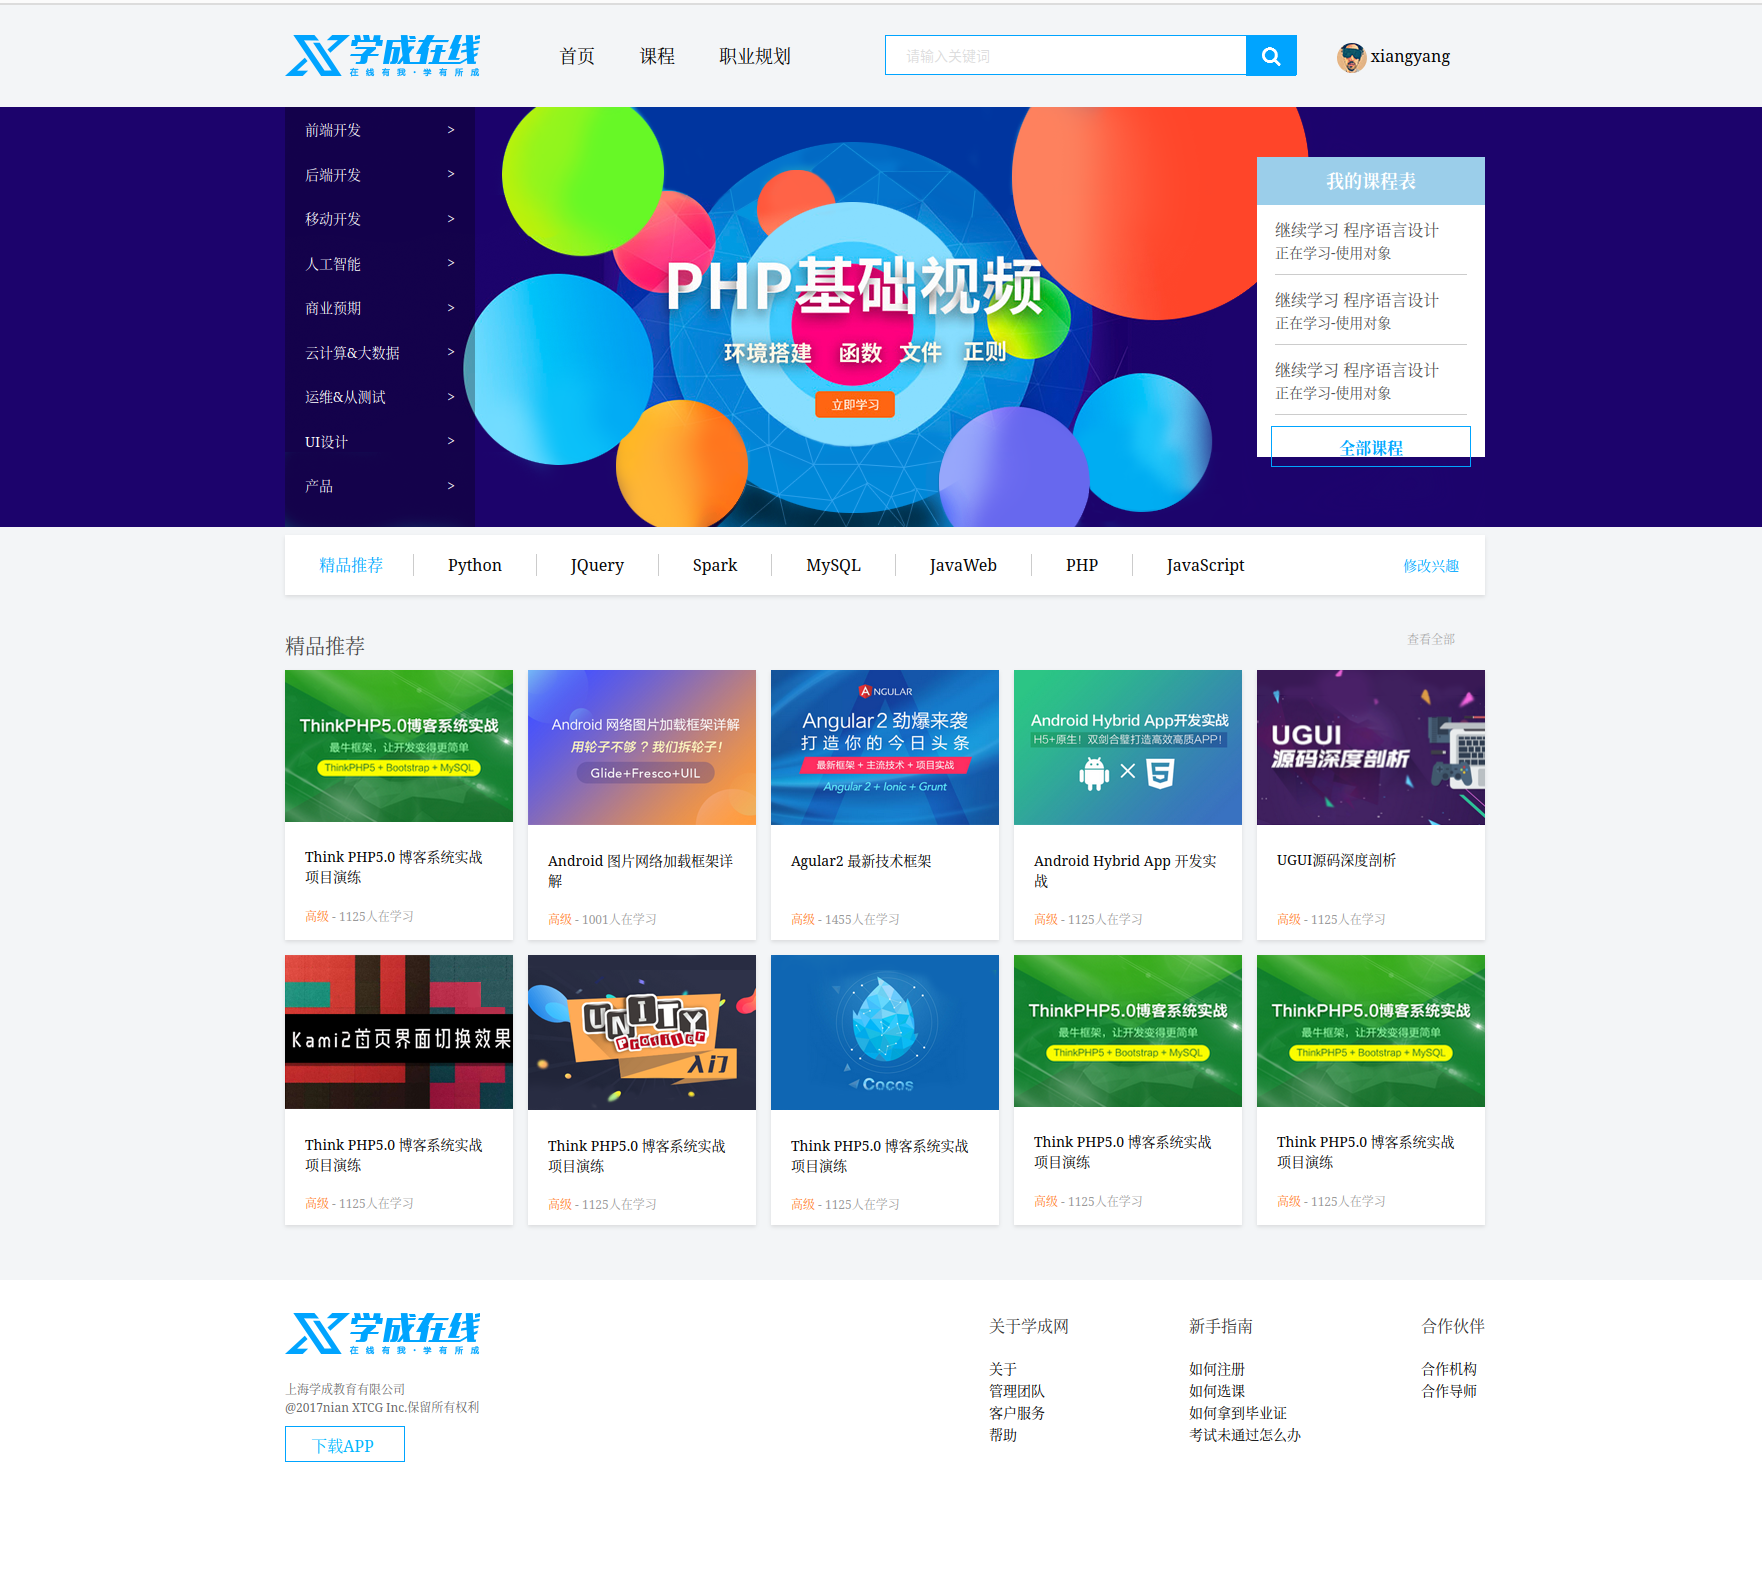 学成在线
在线有我·学有所成
首页
课程
职业规划
请输入关键词
xiangyang
前端开发 >
后端开发 >
移动开发 >
人工智能 >
商业预期 >
云计算&大数据 >
运维&从测试 >
UI设计 >
产品 >
PHP基础视频
环境搭建 函数 文件 正则
立即学习
我的课程表
继续学习 程序语言设计
正在学习-使用对象
继续学习 程序语言设计
正在学习-使用对象
继续学习 程序语言设计
正在学习-使用对象
全部课程
精品推荐
Python
JQuery
Spark
MySQL
JavaWeb
PHP
JavaScript
修改兴趣
精品推荐
查看全部
ThinkPHP5.0博客系统实战
最牛框架，让开发变得更简单
ThinkPHP5 + Bootstrap + MySQL
Think PHP5.0 博客系统实战
项目演练
高级 - 1125人在学习
Android 网络图片加载框架详解
用轮子不够？我们拆轮子！
Glide+Fresco+UIL
Android 图片网络加载框架详
解
高级 - 1001人在学习
ANGULAR
Angular2 劲爆来袭
打造你的今日头条
最新框架 + 主流技术 + 项目实战
Angular2 + Ionic + Grunt
Agular2 最新技术框架
高级 - 1455人在学习
Android Hybrid App开发实战
H5+原生！双剑合璧打造高效高质APP！
5
Android Hybrid App 开发实
战
高级 - 1125人在学习
UGUI
源码深度剖析
UGUI源码深度剖析
高级 - 1125人在学习
Kami2首页界面切换效果
Think PHP5.0 博客系统实战
项目演练
高级 - 1125人在学习
UNITY
Profiler
入门
Think PHP5.0 博客系统实战
项目演练
高级 - 1125人在学习
Cocos
Think PHP5.0 博客系统实战
项目演练
高级 - 1125人在学习
ThinkPHP5.0博客系统实战
最牛框架，让开发变得更简单
ThinkPHP5 + Bootstrap + MySQL
Think PHP5.0 博客系统实战
项目演练
高级 - 1125人在学习
ThinkPHP5.0博客系统实战
最牛框架，让开发变得更简单
ThinkPHP5 + Bootstrap + MySQL
Think PHP5.0 博客系统实战
项目演练
高级 - 1125人在学习
学成在线
在线有我·学有所成
上海学成教育有限公司
@2017nian XTCG Inc.保留所有权利
下载APP
关于学成网
关于
管理团队
客户服务
帮助
新手指南
如何注册
如何选课
如何拿到毕业证
考试未通过怎么办
合作伙伴
合作机构
合作导师